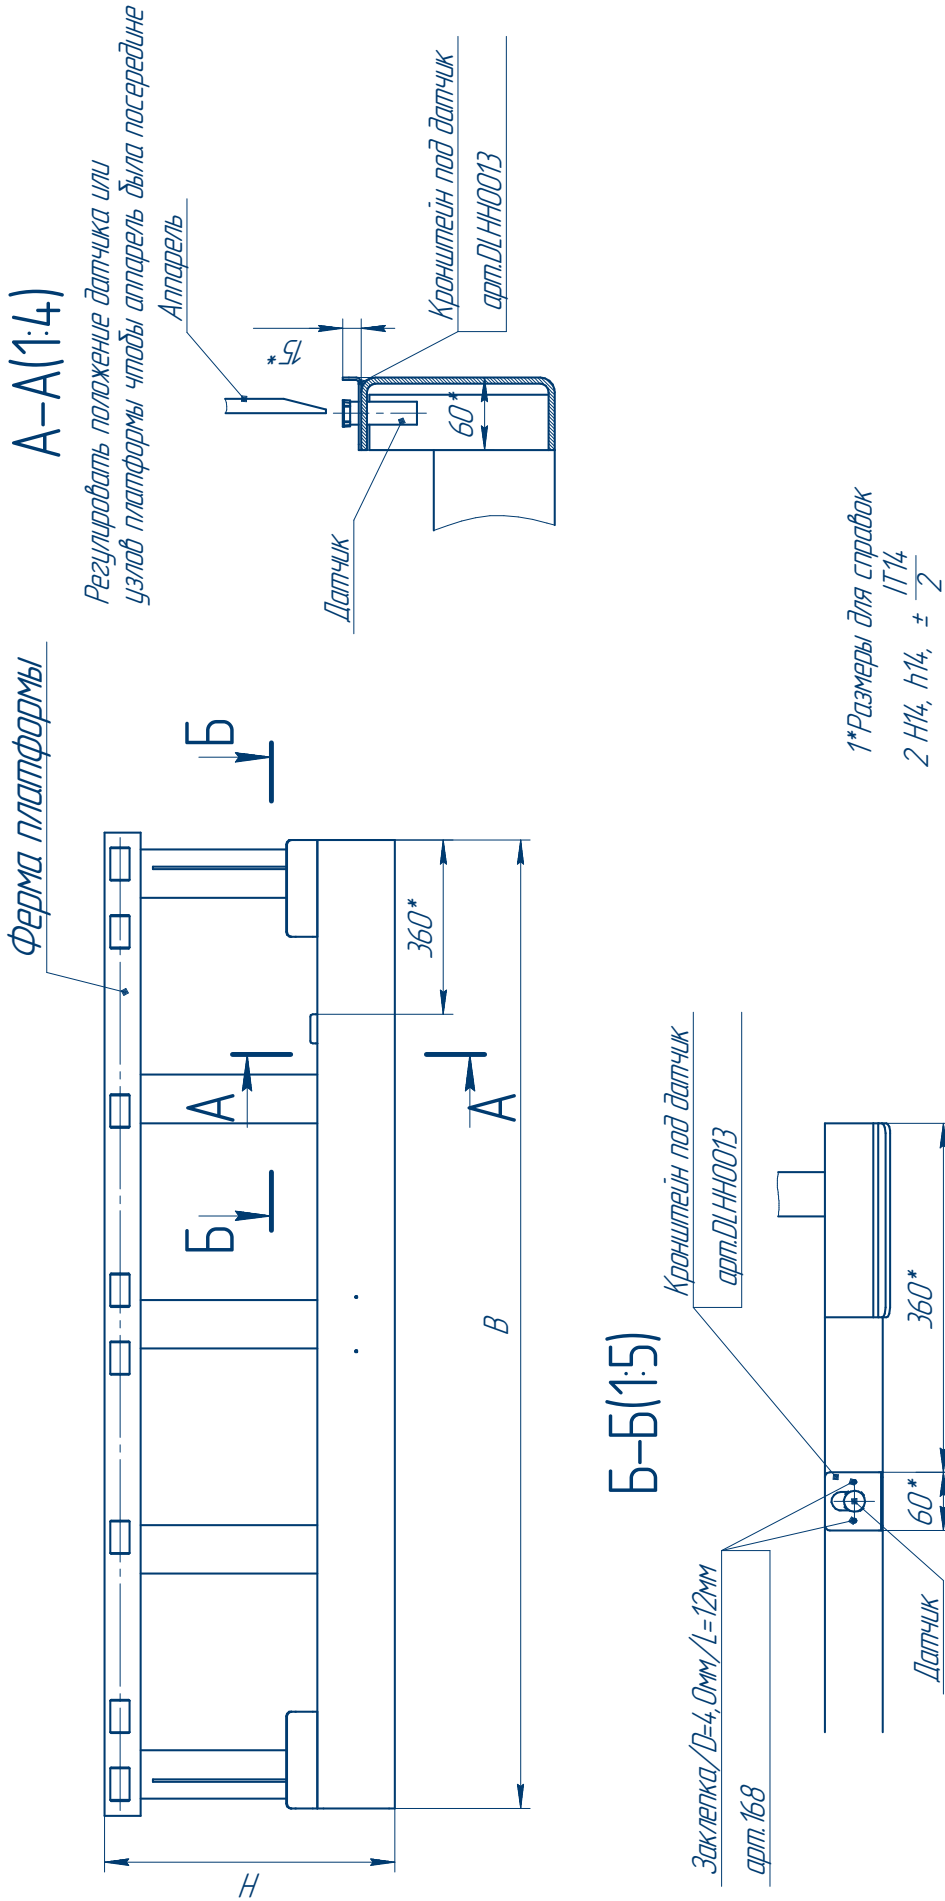 Ферма платформы
Б
Б
А
А
360*
В
Н
А-А(1:4)
Регулировать положение датчика или
узлов платформы чтобы аппарель была посередине
Аппарель
15*
60*
Датчик
Кронштейн под датчик
арт.DLHH0013
Б-Б(1:5)
Кронштейн под датчик
арт.DLHH0013
Заклепка/D=4,0мм/L=12мм
арт.168
Датчик
60*
360*
1*Размеры для справок
2 H14, h14, ± IT14/2